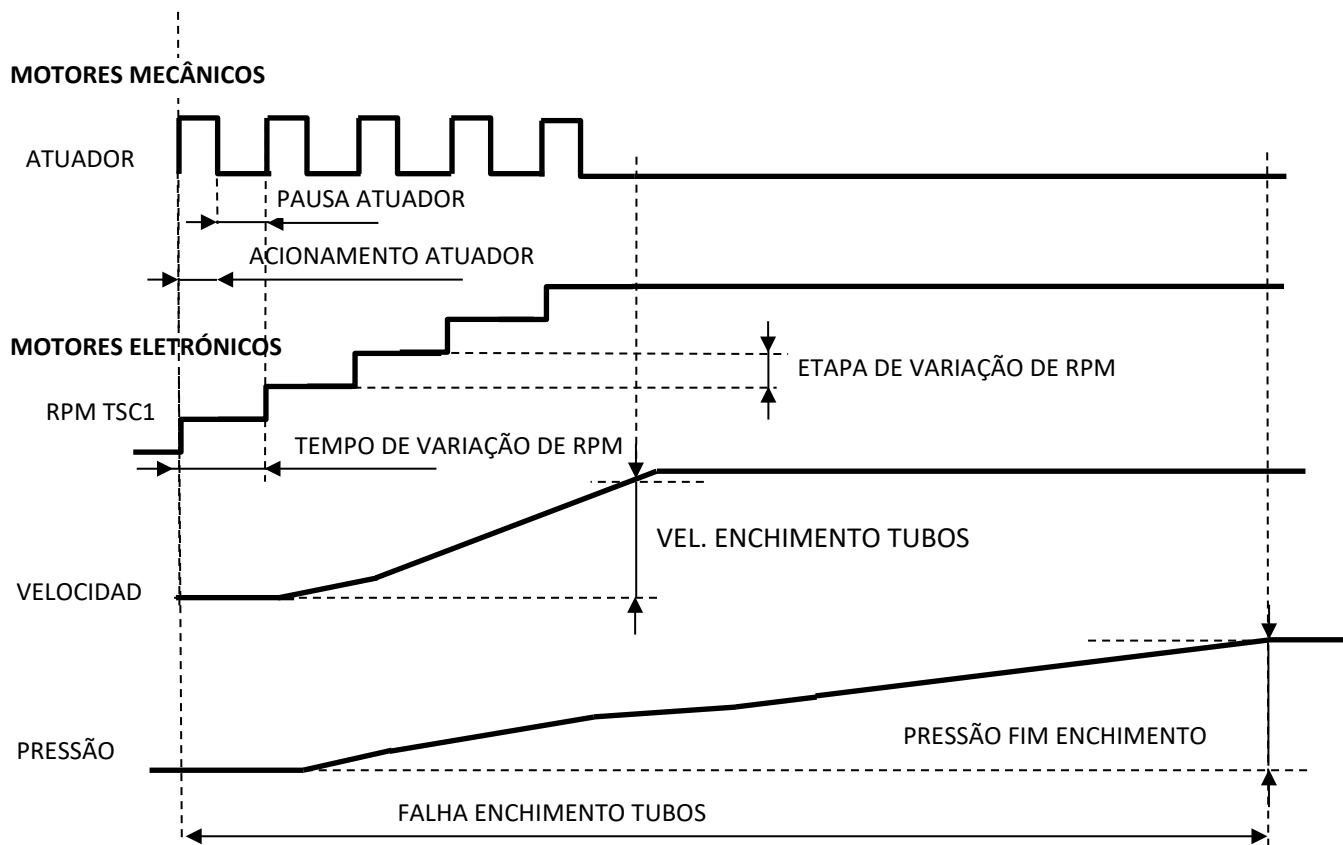 MOTORES MECÂNICOS
ATUADOR
PAUSA ATUADOR
ACIONAMENTO ATUADOR
MOTORES ELETRÓNICOS
ETAPA DE VARIAÇÃO DE RPM
RPM TSC1
TEMPO DE VARIAÇÃO DE RPM
VEL. ENCHIMENTO TUBOS
VELOCIDAD
PRESSÃO
PRESSÃO FIM ENCHIMENTO
FALHA ENCHIMENTO TUBOS